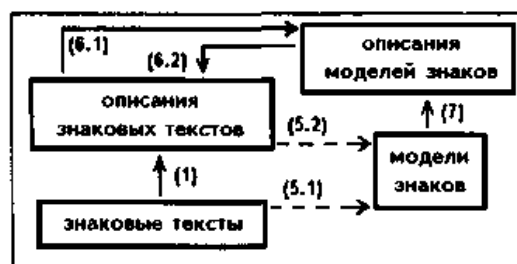 (6.1)
(6.2)
описания
моделей знаков
описания
знаковых текстов
(5.2)
(7)
модели
знаков
(1)
(5.1)
знаковые тексты